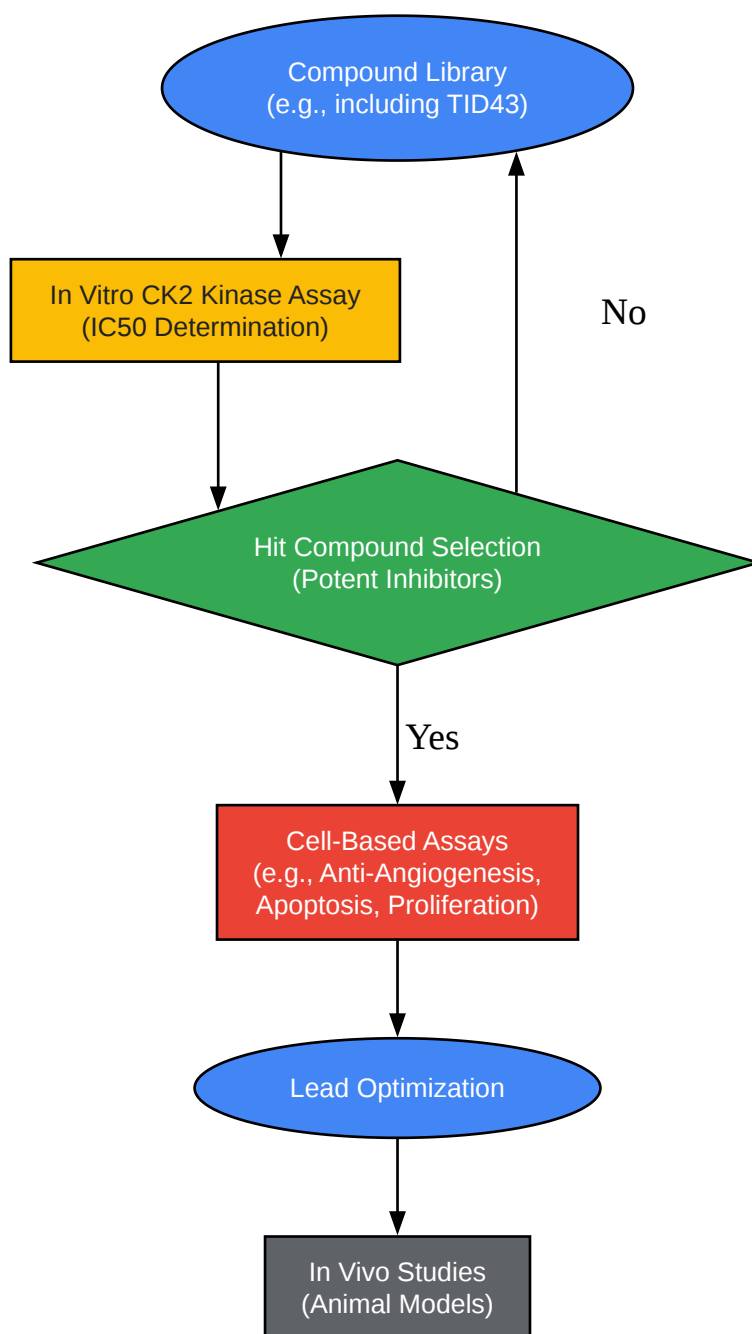 Compound Library
(e.g., including TID43)
In Vitro CK2 Kinase Assay
(IC50 Determination)
No
Hit Compound Selection
(Potent Inhibitors)
Yes
Cell-Based Assays
(e.g., Anti-Angiogenesis,
Apoptosis, Proliferation)
Lead Optimization
In Vivo Studies
(Animal Models)